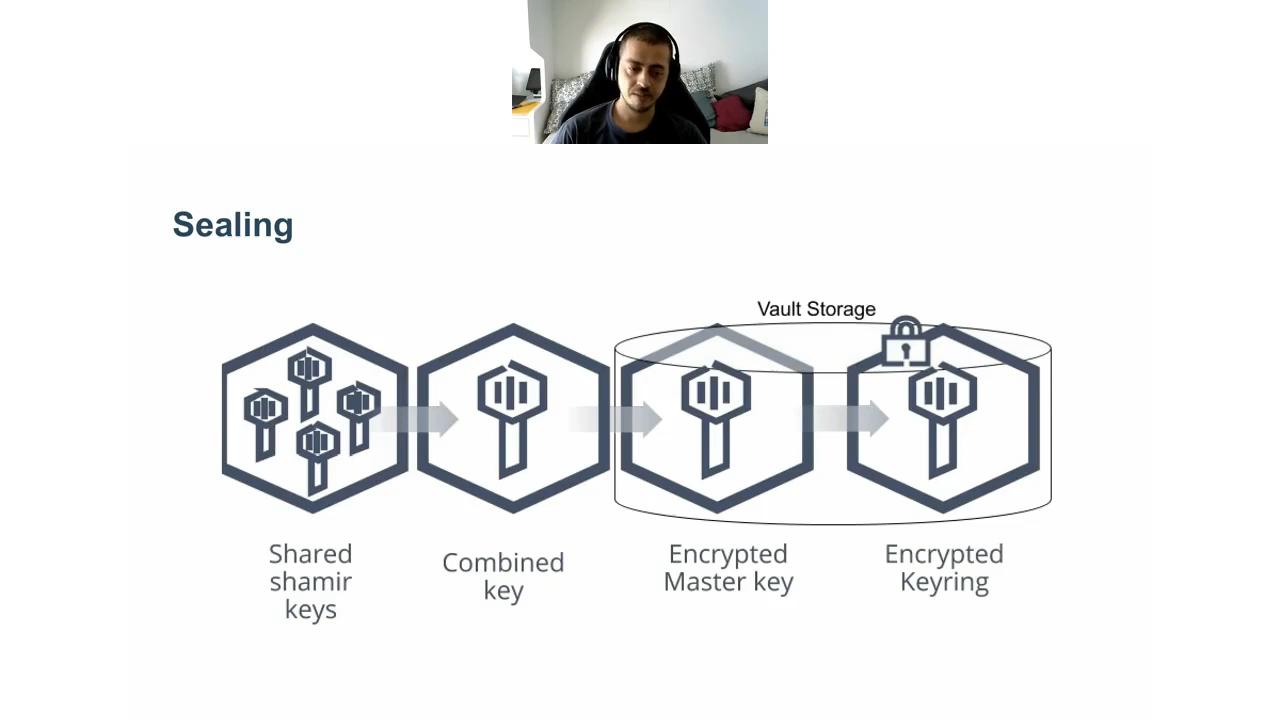 Sealing
Vault Storage
Shared
shamir
keys
Combined
key
Encrypted
Master key
Encrypted
Keyring